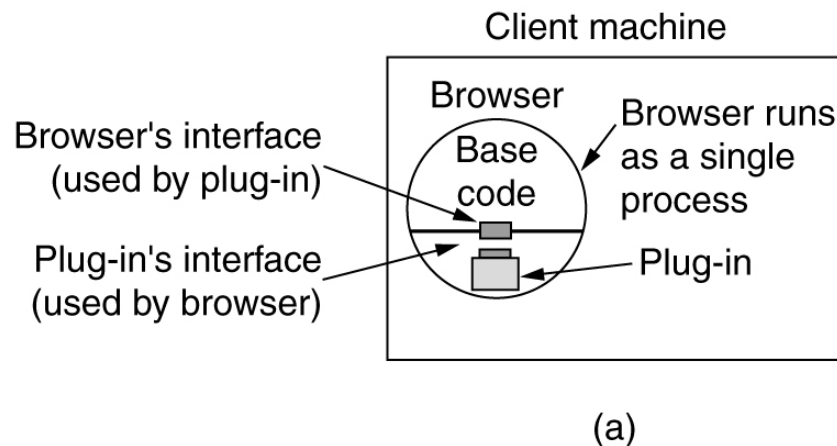 Client machine
Browser
Browser runs
as a single
process
Browser's interface
(used by plug-in)
Base
code
Plug-in's interface
(used by browser)
Plug-in
(a)